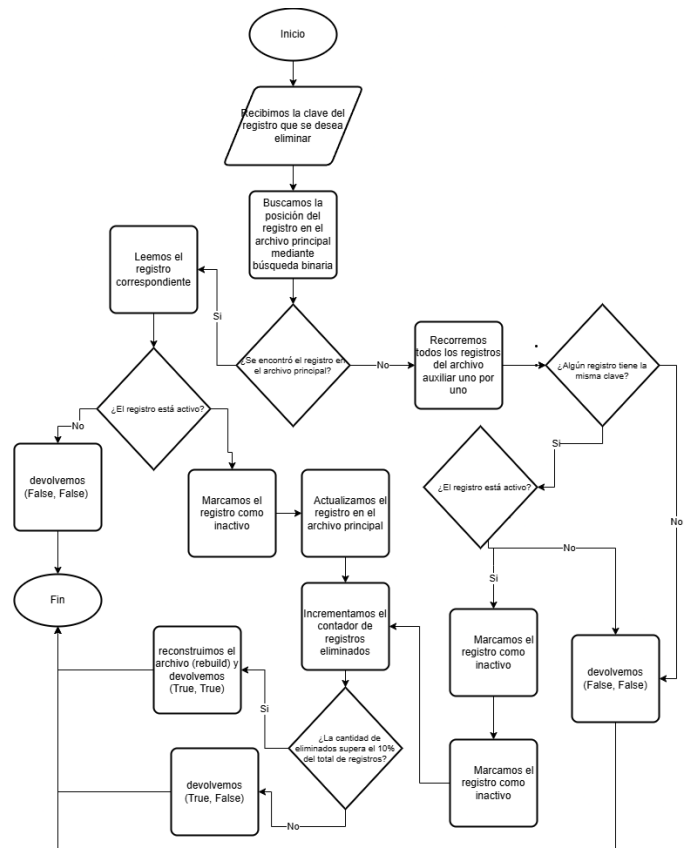 Inicio
Recibimos la clave del
registro que se desea
eliminar
Buscamos la
posición del
registro en el
archivo principal
mediante
búsqueda binaria
Leemos el
registro
correspondiente
Si
¿Se encontró el registro en
el archivo principal?
No
Recorremos
todos los registros
del archivo
auxiliar uno por
uno
¿Algún registro tiene la
misma clave?
¿El registro está activo?
No
Si
devolvemos
(False, False)
Marcamos el
registro como
inactivo
Actualizamos el
registro en el
archivo principal
¿El registro está activo?
No
No
Si
Fin
Incrementamos el
contador de
registros
eliminados
Marcamos el
registro como
inactivo
reconstruimos el
archivo (rebuild) y
devolvemos
(True, True)
devolvemos
(False, False)
Si
¿La cantidad de
eliminados supera el 10%
del total de registros?
Marcamos el
registro como
inactivo
devolvemos
(True, False)
No